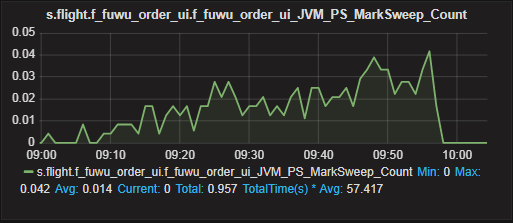 s.flight.f_fuwu_order_ui.f_fuwu_order_ui_JVM_PS_MarkSweep_Count
0.05
0.04
0.03
0.02
0.01
0
09:00 09:10 09:20 09:30 09:40 09:50 10:00
s.flight.f_fuwu_order_ui.f_fuwu_order_ui_JVM_PS_MarkSweep_Count Min: 0 Max:
0.042 Avg: 0.014 Current: 0 Total: 0.957 TotalTime(s) * Avg: 57.417